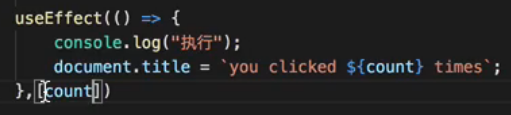 useEffect(() => {
    console.log("执行");
    document.title = `you clicked ${count} times`;
},[count])